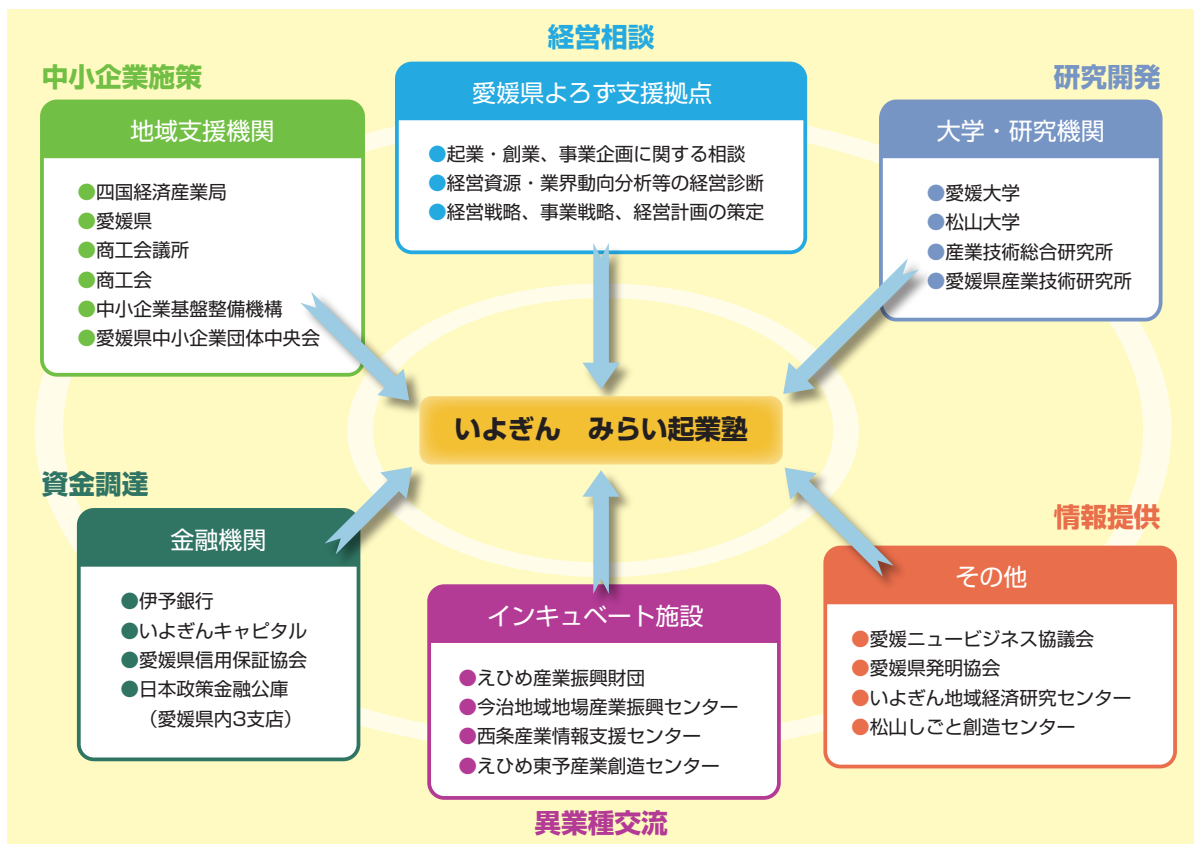 経営相談
愛媛県よろず支援拠点
●起業・創業、事業企画に関する相談
●経営資源・業界動向分析等の経営診断
●経営戦略、事業戦略、経営計画の策定
中小企業施策
地域支援機関
●四国経済産業局
●愛媛県
●商工会議所
●商工会
●中小企業基盤整備機構
●愛媛県中小企業団体中央会
研究開発
大学・研究機関
●愛媛大学
●松山大学
●産業技術総合研究所
●愛媛県産業技術研究所
いよぎん　みらい起業塾
資金調達
金融機関
●伊予銀行
●いよぎんキャピタル
●愛媛県信用保証協会
●日本政策金融公庫
（愛媛県内3支店）
インキュベート施設
●えひめ産業振興財団
●今治地域地場産業振興センター
●西条産業情報支援センター
●えひめ東予産業創造センター
異業種交流
情報提供
その他
●愛媛ニュービジネス協議会
●愛媛県発明協会
●いよぎん地域経済研究センター
●松山しごと創造センター